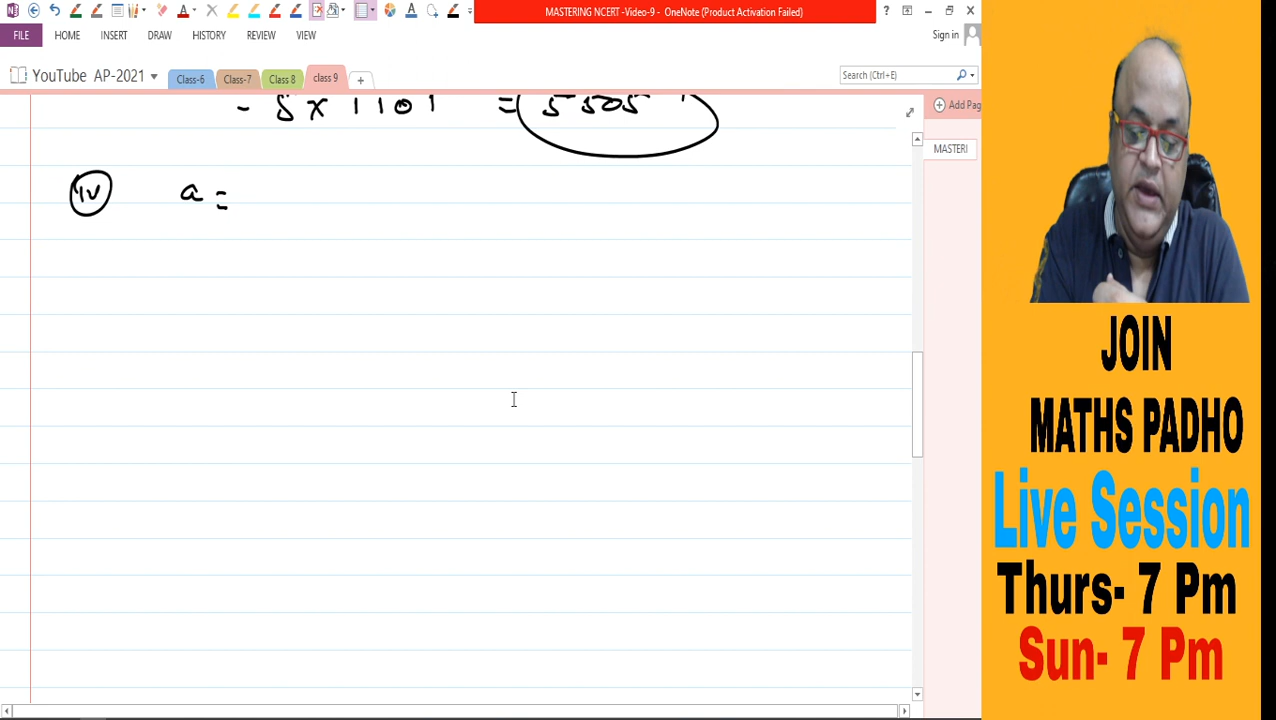 MASTERING NCERT -Video-9 - OneNote (Product Activation Failed)
FILE HOME INSERT DRAW HISTORY REVIEW VIEW
Sign in
YouTube AP-2021 Class-6 Class-7 Class 8 class 9
Search (Ctrl+E)
Add Pag
MASTERI
- 5 x 1101 = 5505
iv a =
JOIN
MATHS PADHO
Live Session
Thurs- 7 Pm
Sun- 7 Pm